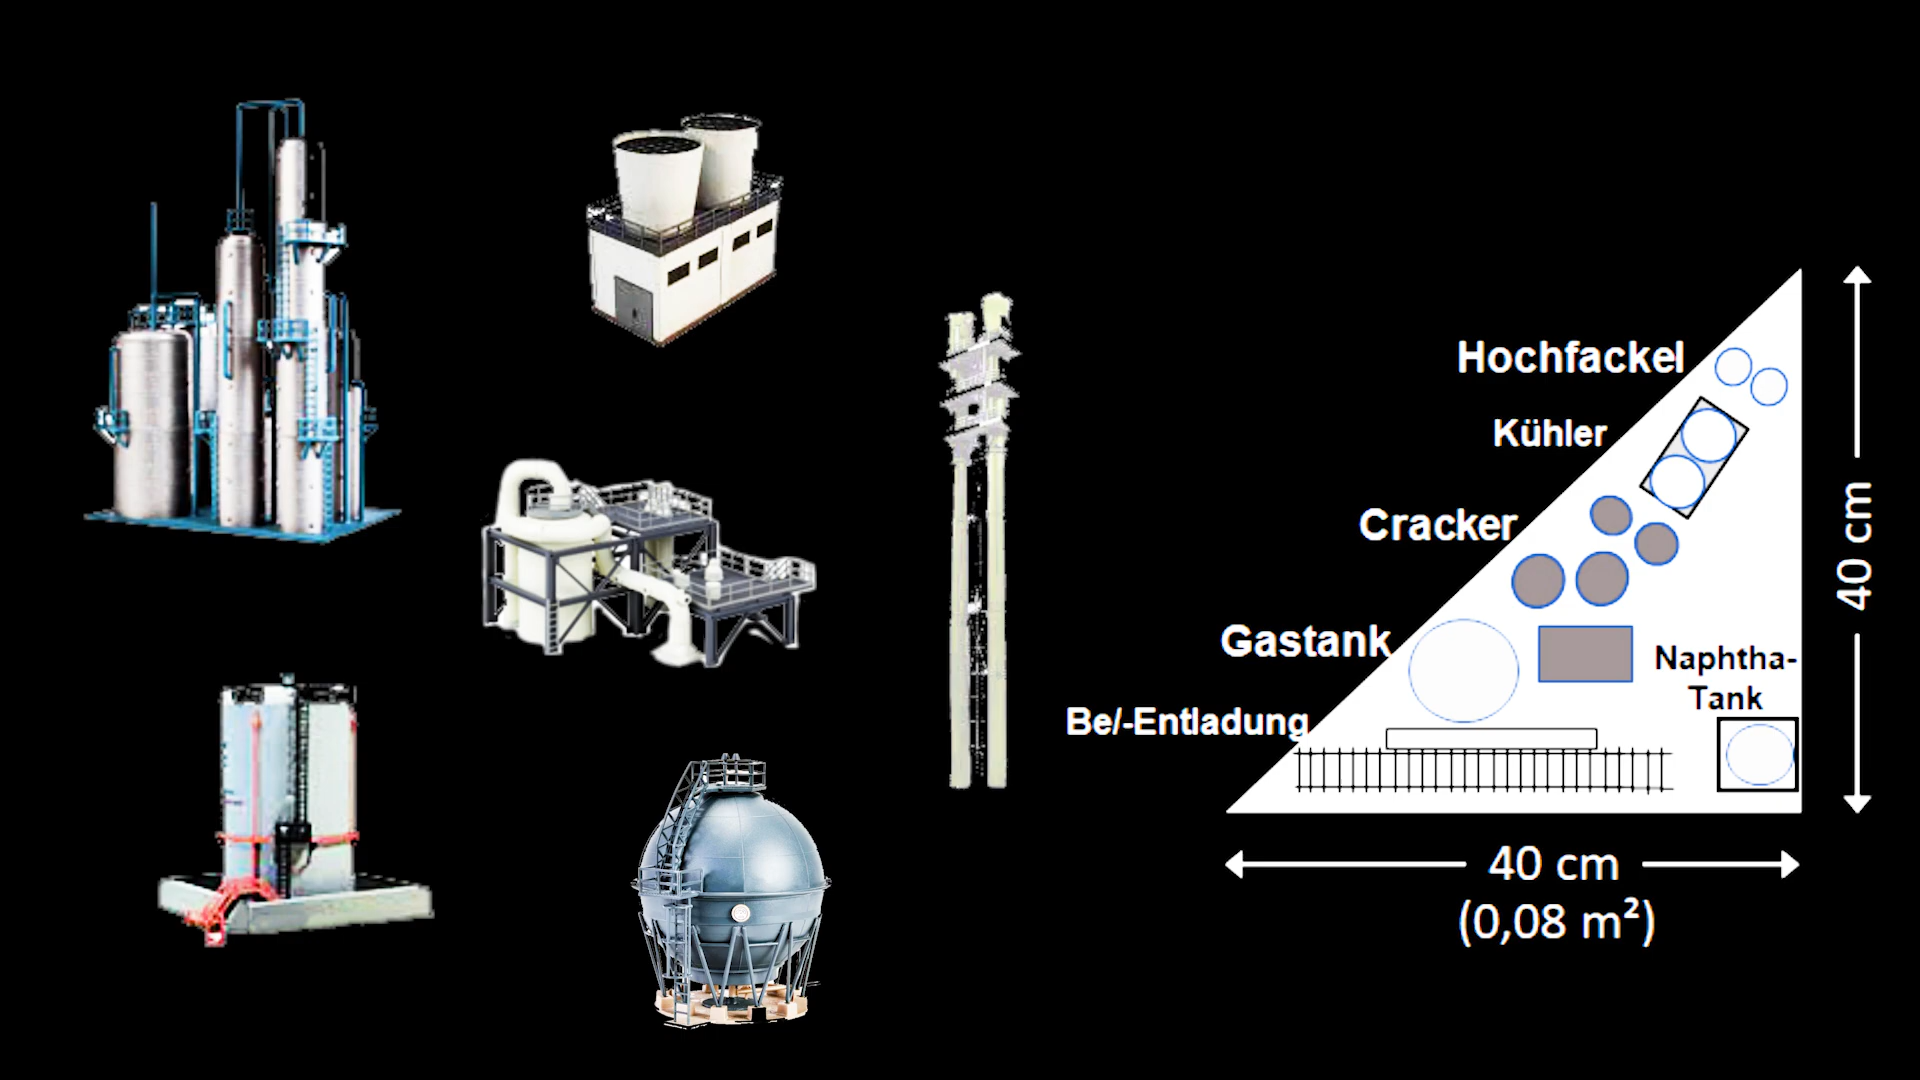 Hochfackel
Kühler
Cracker
40 cm
Gastank
Naphtha-
Tank
Be/-Entladung
40 cm
(0,08 m²)